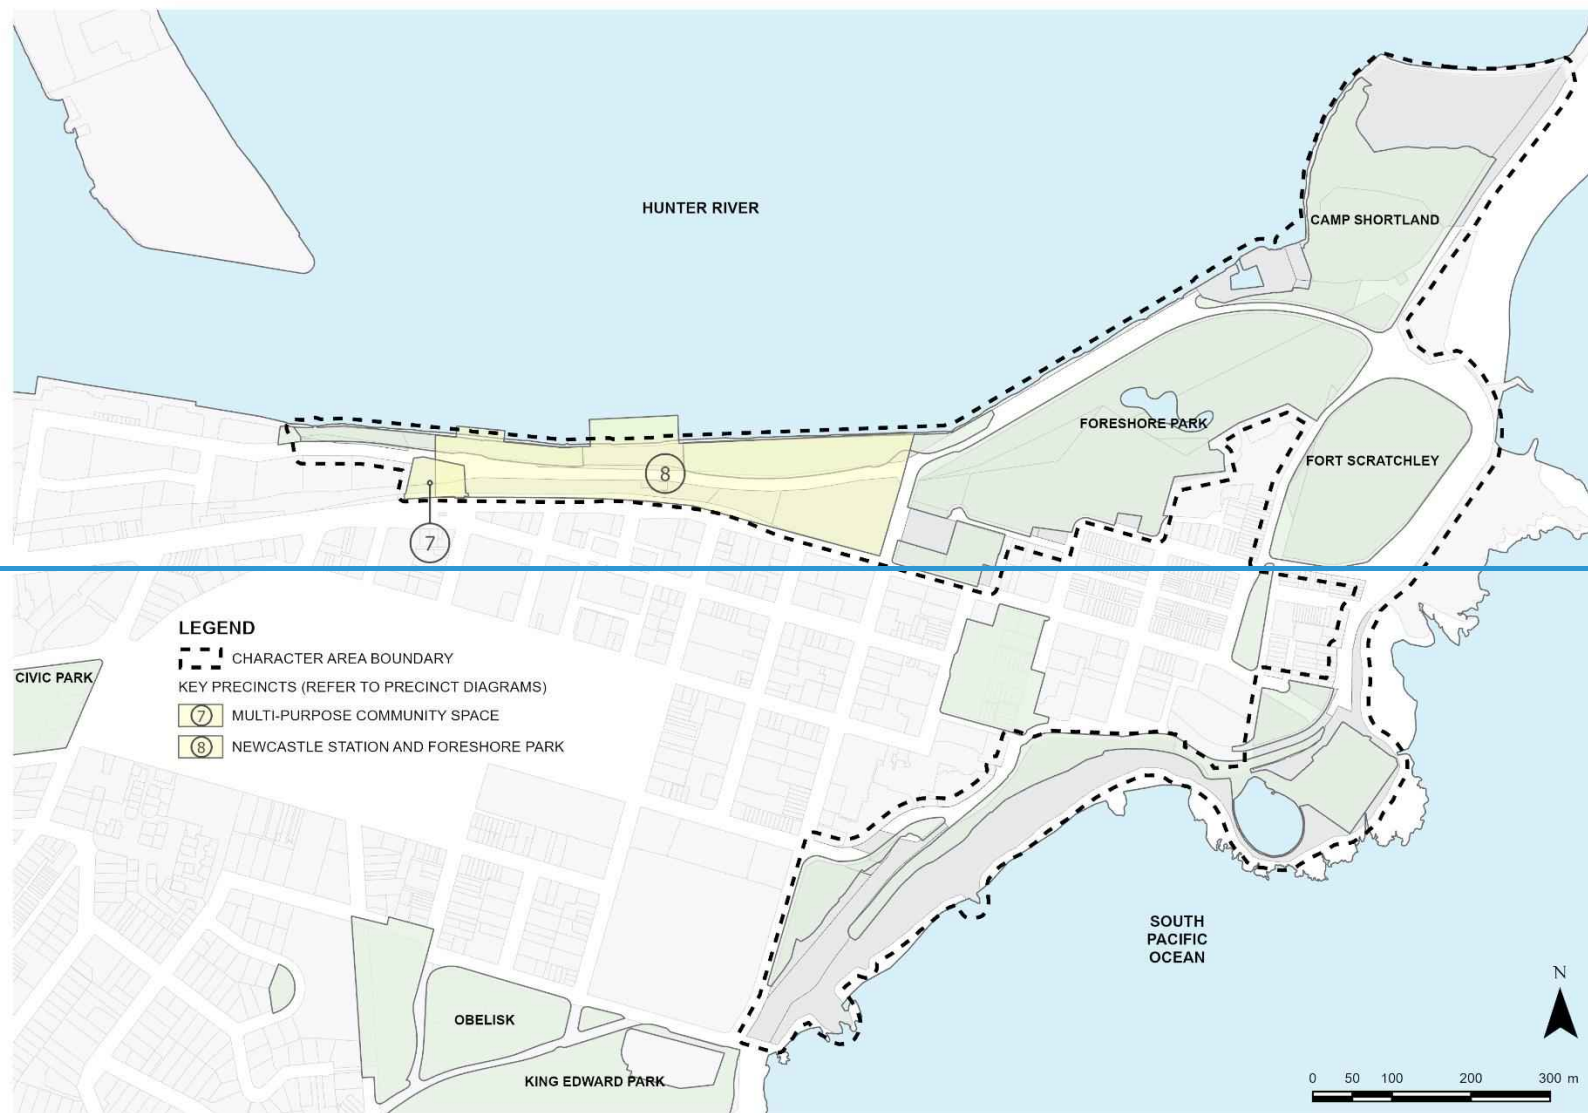 HUNTER RIVER
CAMP SHORTLAND
FORESHORE PARK
FORT SCRATCHLEY
8
7
LEGEND
CHARACTER AREA BOUNDARY
KEY PRECINCTS (REFER TO PRECINCT DIAGRAMS)
7 MULTI-PURPOSE COMMUNITY SPACE
8 NEWCASTLE STATION AND FORESHORE PARK
CIVIC PARK
SOUTH
PACIFIC
OCEAN
OBELISK
KING EDWARD PARK
N
0 50 100 200 300 m